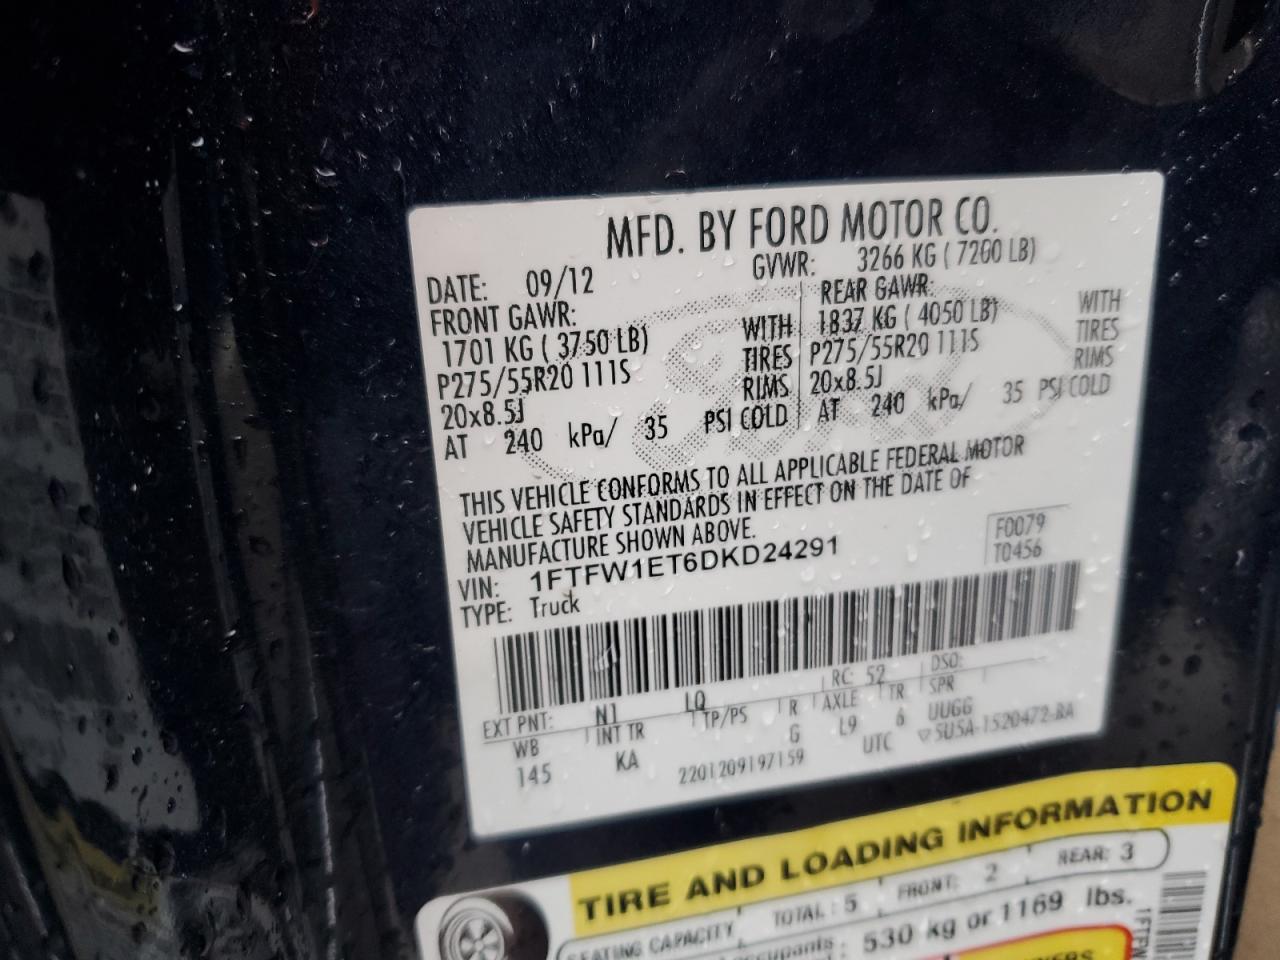 MFD. BY FORD MOTOR CO.
DATE: 09/12 GVWR: 3266 KG ( 7200 LB)
FRONT GAWR: REAR GAWR:
1701 KG ( 3750 LB) WITH 1837 KG ( 4050 LB) WITH
P275/55R20 111S TIRES P275/55R20 111S TIRES
20x8.5J RIMS 20x8.5J RIMS
AT 240 kPa/ 35 PSI COLD AT 240 kPa/ 35 PSI COLD
THIS VEHICLE CONFORMS TO ALL APPLICABLE FEDERAL MOTOR
VEHICLE SAFETY STANDARDS IN EFFECT ON THE DATE OF
MANUFACTURE SHOWN ABOVE.
F0079
T0456
VIN: 1FTFW1ET6DKD24291
TYPE: Truck
EXT PNT: N1 LQ RC: 52 DSO:
WB INT TR TP/PS R AXLE TR SPR
145 KA G L9 6 UUGG
2201209197159 UTC ▽5U5A-1520472-BA
TIRE AND LOADING INFORMATION
SEATING CAPACITY TOTAL : 5 FRONT: 2 REAR: 3
530 kg or 1169 lbs.